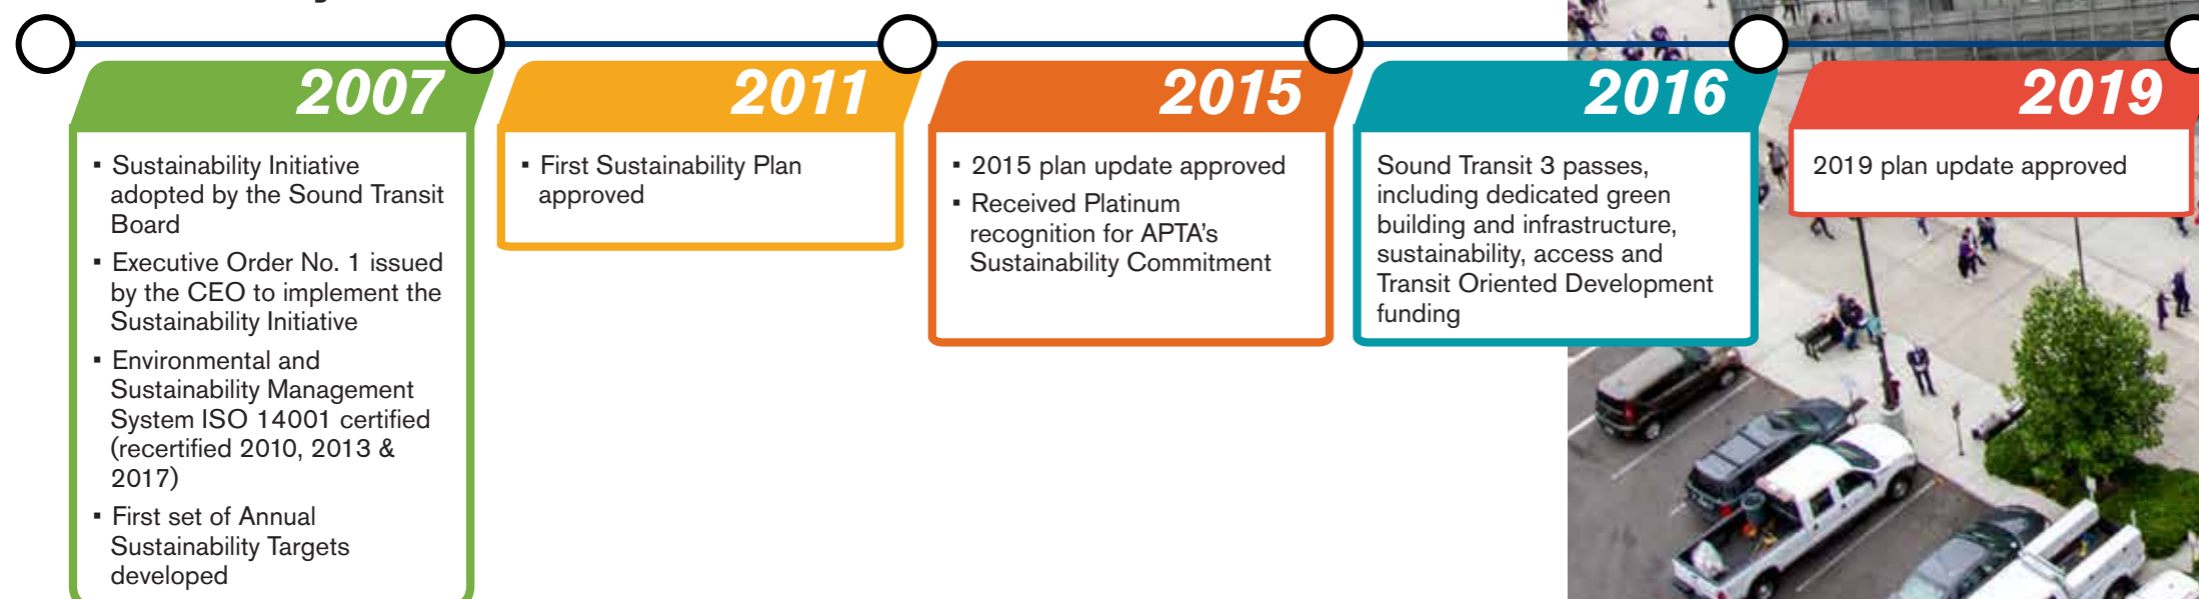 2007
▪ Sustainability Initiative
adopted by the Sound Transit
Board
▪ Executive Order No. 1 issued
by the CEO to implement the
Sustainability Initiative
▪ Environmental and
Sustainability Management
System ISO 14001 certified
(recertified 2010, 2013 &
2017)
▪ First set of Annual
Sustainability Targets
developed
2011
▪ First Sustainability Plan
approved
2015
▪ 2015 plan update approved
▪ Received Platinum
recognition for APTA’s
Sustainability Commitment
2016
Sound Transit 3 passes,
including dedicated green
building and infrastructure,
sustainability, access and
Transit Oriented Development
funding
2019
2019 plan update approved